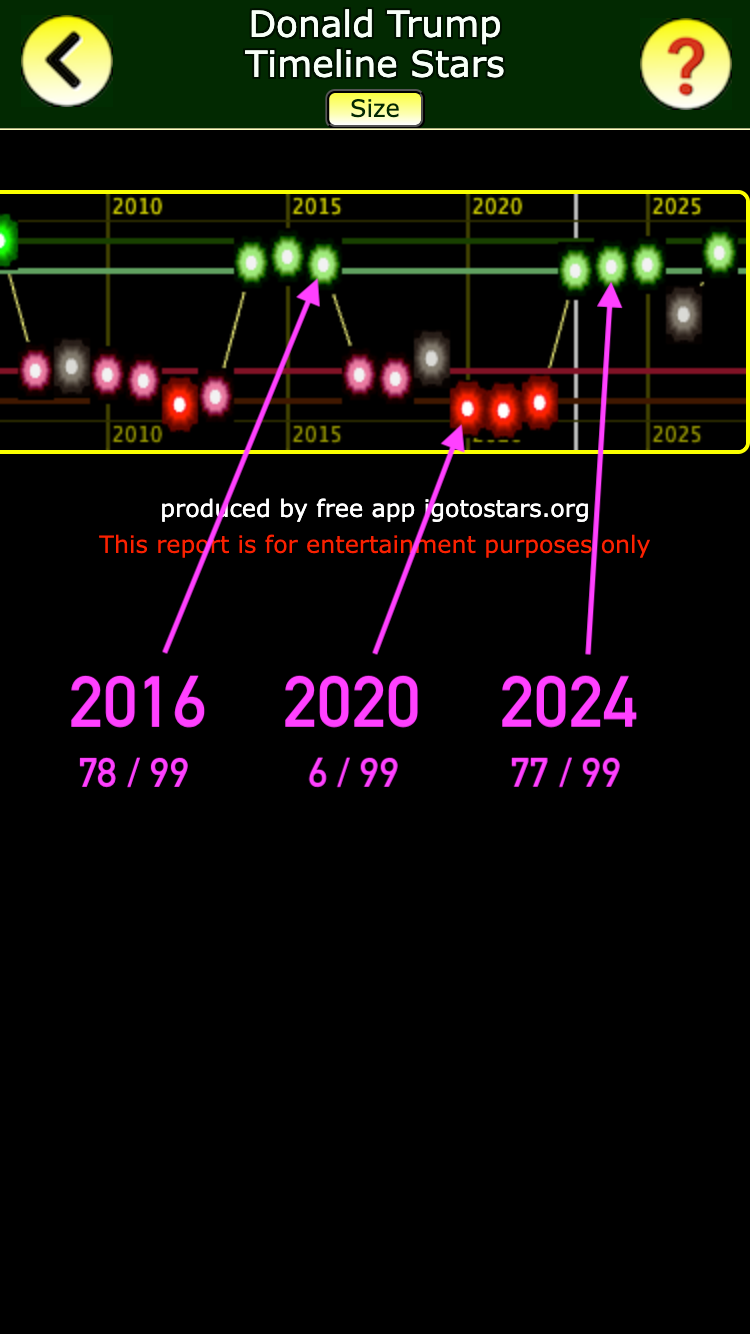 Donald Trump
Timeline Stars
Size
2010 2015 2020 2025
2010 2015 2025
produced by free app igotostars.org
This report is for entertainment purposes only
2016 2020 2024
78 / 99 6 / 99 77 / 99